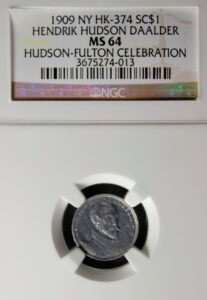 1909 NY HK-374 SC$1
HENDRIK HUDSON DAALDER
MS 64
HUDSON-FULTON CELEBRATION
3675274-013
NGC